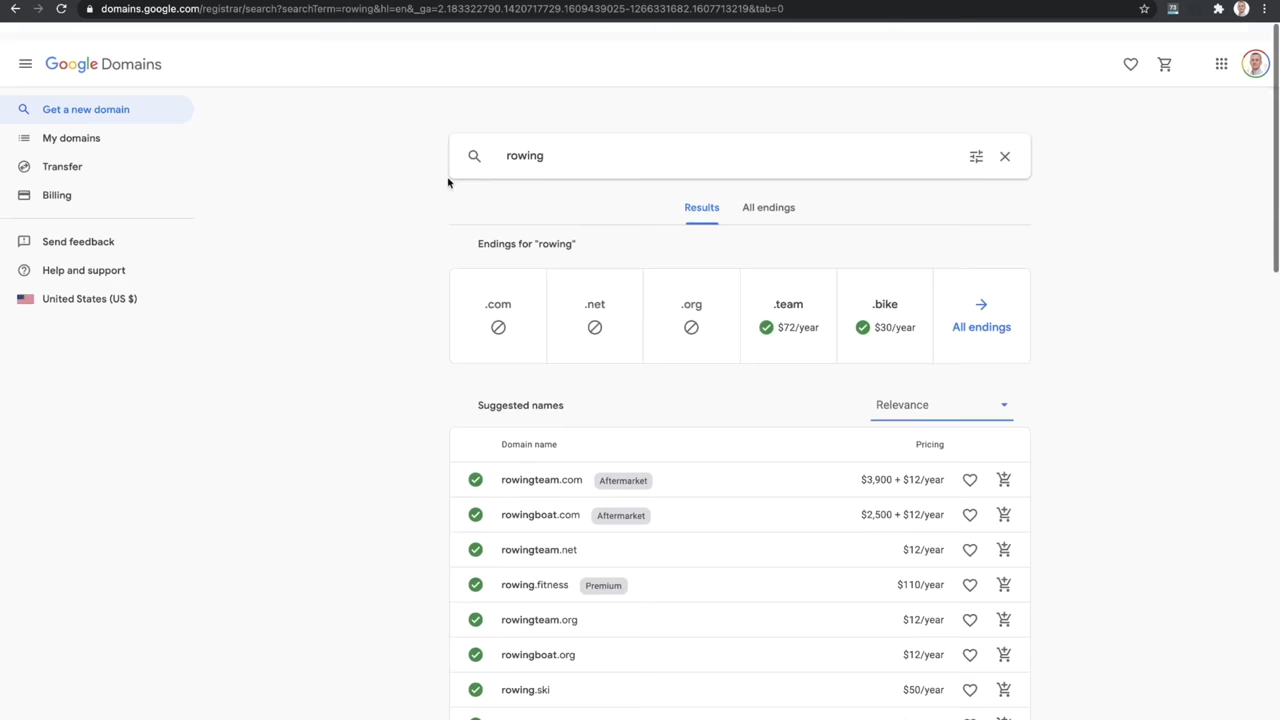 domains.google.com/registrar/search?searchTerm=rowing&hl=en&_ga=2.183322790.1420717729.1609439025-1266331682.1607713219&tab=0
73
Google Domains
Get a new domain
My domains
Transfer
Billing
Send feedback
Help and support
United States (US $)
rowing
Results
All endings
Endings for "rowing"
.com
.net
.org
.team
$72/year
.bike
$30/year
All endings
Suggested names
Relevance
Domain name
Pricing
rowingteam.com Aftermarket $3,900 + $12/year
rowingboat.com Aftermarket $2,500 + $12/year
rowingteam.net $12/year
rowing.fitness Premium $110/year
rowingteam.org $12/year
rowingboat.org $12/year
rowing.ski $50/year